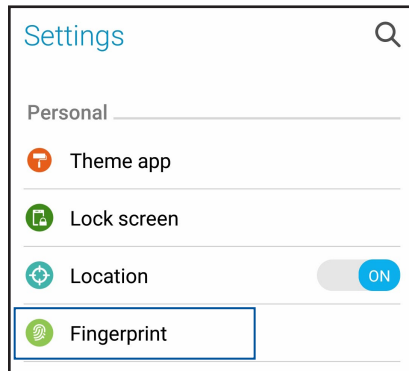 Settings
Personal
Theme app
Lock screen
Location
ON
Fingerprint